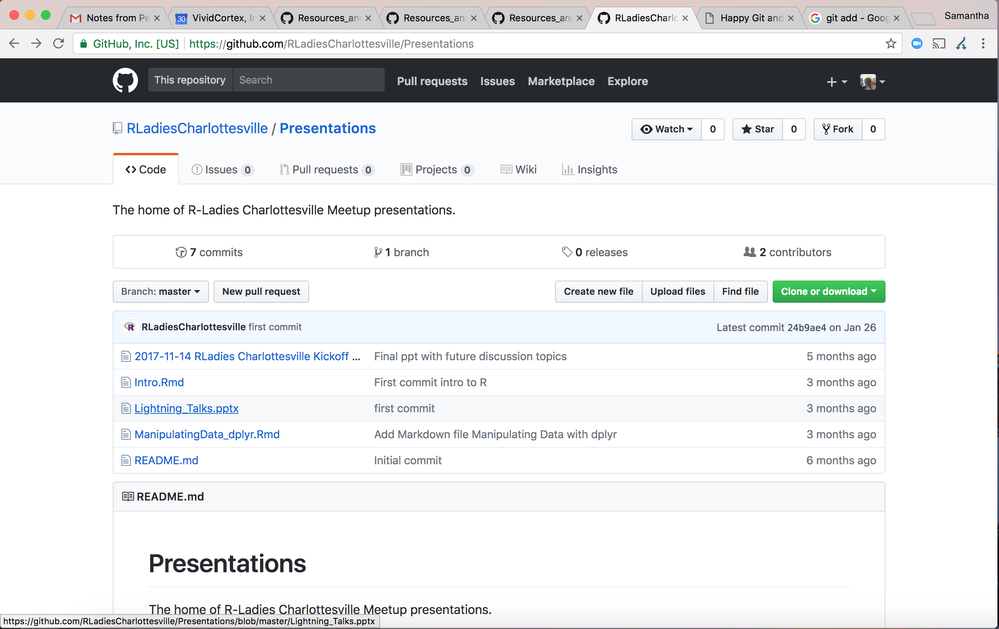 Notes from Pe
30 VividCortex, In
Resources_and
Resources_and
Resources_and
RLadiesCharlo
Happy Git and
git add - Goog
Samantha
GitHub, Inc. [US] https://github.com/RLadiesCharlottesville/Presentations
This repository Search Pull requests Issues Marketplace Explore
RLadiesCharlottesville / Presentations
Watch 0 Star 0 Fork 0
Code Issues 0 Pull requests 0 Projects 0 Wiki Insights
The home of R-Ladies Charlottesville Meetup presentations.
7 commits 1 branch 0 releases 2 contributors
Branch: master New pull request Create new file Upload files Find file Clone or download
RLadiesCharlottesville first commit Latest commit 24b9ae4 on Jan 26
2017-11-14 RLadies Charlottesville Kickoff ... Final ppt with future discussion topics 5 months ago
Intro.Rmd First commit intro to R 3 months ago
Lightning_Talks.pptx first commit 3 months ago
ManipulatingData_dplyr.Rmd Add Markdown file Manipulating Data with dplyr 3 months ago
README.md Initial commit 6 months ago
README.md
Presentations
The home of R-Ladies Charlottesville Meetup presentations.
https://github.com/RLadiesCharlottesville/Presentations/blob/master/Lightning_Talks.pptx